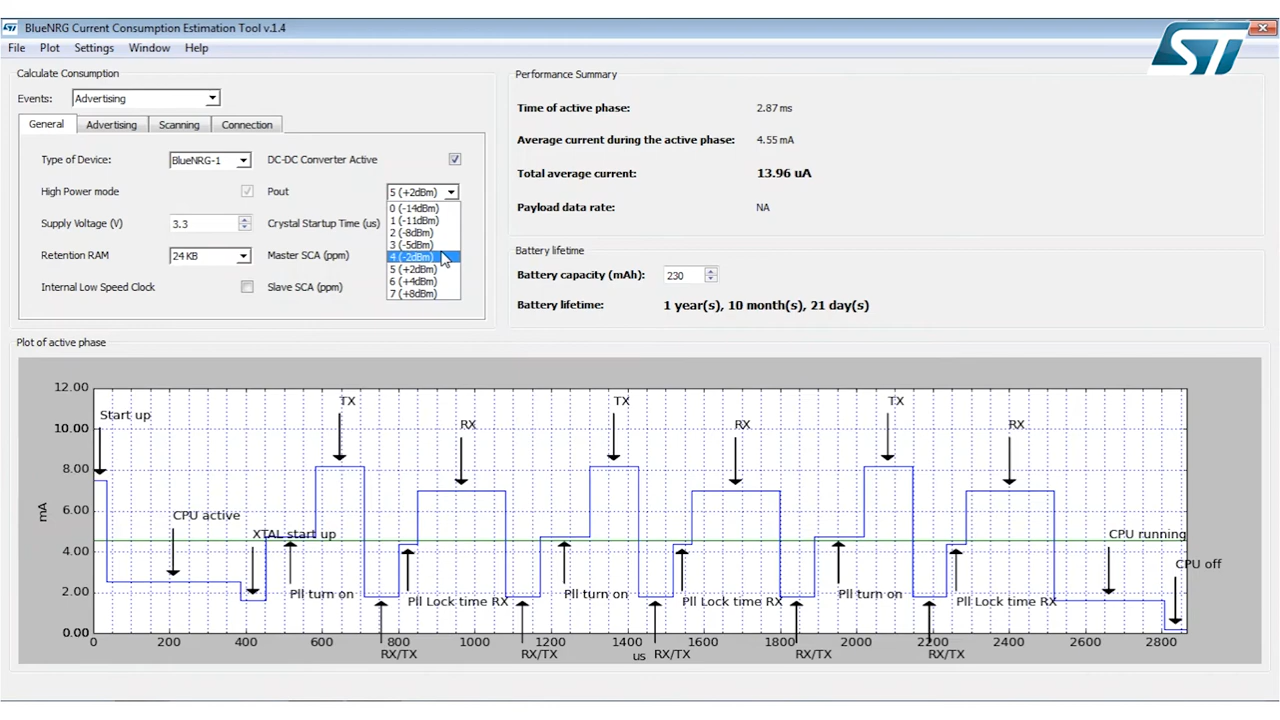 BlueNRG Current Consumption Estimation Tool v.1.4
File Plot Settings Window Help
ST
Calculate Consumption
Events: Advertising
General Advertising Scanning Connection
Type of Device: BlueNRG-1 DC-DC Converter Active
High Power mode Pout 5 (+2dBm)
0 (-14dBm)
1 (-11dBm)
Supply Voltage (V) 3.3 Crystal Startup Time (us)
2 (-8dBm)
3 (-5dBm)
Retention RAM 24 KB Master SCA (ppm)
4 (-2dBm)
5 (+2dBm)
6 (+4dBm)
Internal Low Speed Clock Slave SCA (ppm)
7 (+8dBm)
Performance Summary
Time of active phase: 2.87 ms
Average current during the active phase: 4.55 mA
Total average current: 13.96 uA
Payload data rate: NA
Battery lifetime
Battery capacity (mAh): 230
Battery lifetime: 1 year(s), 10 month(s), 21 day(s)
Plot of active phase
12.00
10.00
8.00
6.00
4.00
2.00
0.00
mA
TX TX TX
Start up RX RX RX
CPU active
XTAL start up CPU running
CPU off
Pll turn on Pll turn on Pll turn on
Pll Lock time RX Pll Lock time RX Pll Lock time RX
0 200 400 600 800 1000 1200 1400 1600 1800 2000 2200 2400 2600 2800
RX/TX RX/TX us RX/TX RX/TX RX/TX